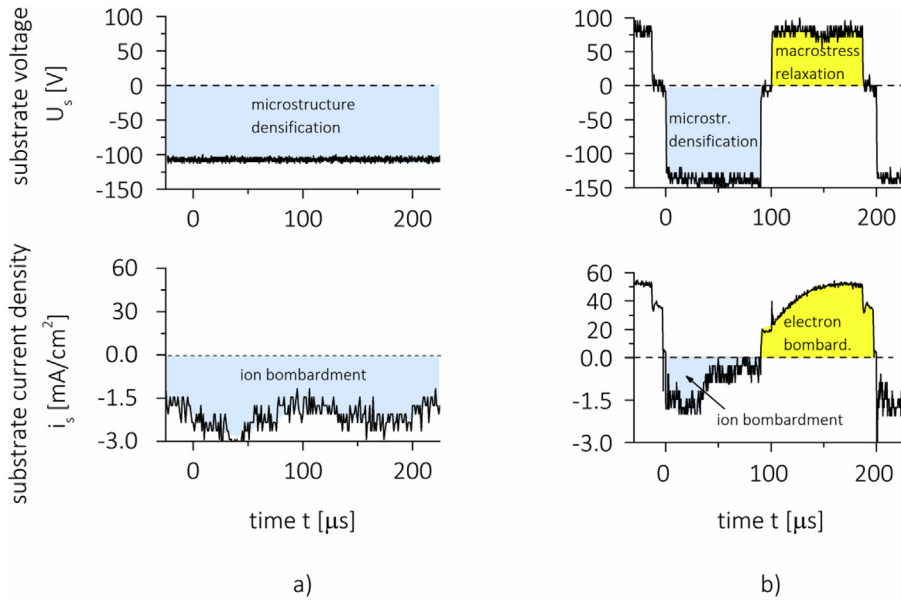 substrate voltage
U_s [V]
100
50
0
-50
-100
-150
microstructure
densification
0
100
200
100
50
0
-50
-100
-150
macrostress
relaxation
microstr.
densification
0
100
200
substrate current density
i_s [mA/cm²]
60
30
0.0
-1.5
-3.0
ion bombardment
0
100
200
time t [μs]
a)
60
40
20
0.0
-1.5
-3.0
electron
bombard.
ion bombardment
0
100
200
time t [μs]
b)